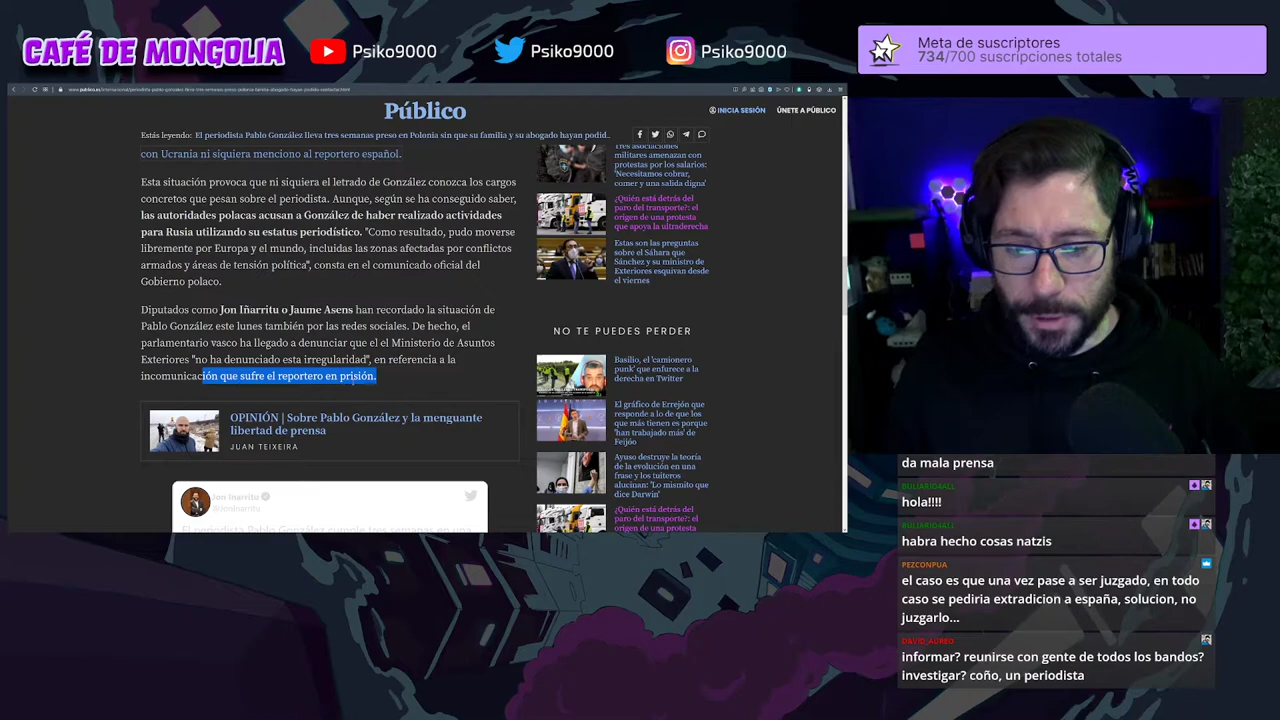 CAFÉ DE MONGOLIA
Psiko9000
Psiko9000
Psiko9000
Meta de suscriptores
734/700 suscripciones totales
Público
INICIA SESIÓN
ÚNETE A PÚBLICO
Estás leyendo: El periodista Pablo González lleva tres semanas preso en Polonia sin que su familia y su abogado hayan podid..
con Ucrania ni siquiera menciono al reportero español.
Esta situación provoca que ni siquiera el letrado de González conozca los cargos
concretos que pesan sobre el periodista. Aunque, según se ha conseguido saber,
las autoridades polacas acusan a González de haber pealizado actividades
para Rusia utilizando su estatus periodístico. "Como resultado, pudo moverse
libremente por Europa y el mundo, incluidas las zonas afectadas por conflictos
armados y áreas de tensión política", consta en el comunicado oficial del
Gobierno polaco.
Diputados como Jon Iñarritu o Jaume Asens han recordado la situación de
Pablo González este lunes también por las redes sociales. De hecho, el
parlamentario vasco ha llegado a denunciar que el el Ministerio de Asuntos
Exteriores "no ha denunciado esta irregularidad", en referencia a la
incomunicación que sufre el reportero en prisión.
OPINIÓN | Sobre Pablo González y la menguante
libertad de prensa
JUAN TEIXEIRA
Jon Inarritu
@JonInarritu
El periodista Pablo González cumple tres semanas en una
Tres asociaciones
militares amenazan con
protestas por los salarios:
'Necesitamos cobrar,
comer y una salida digna'
¿Quién está detrás del
paro del transporte?: el
origen de una protesta
que apoya la ultraderecha
Estas son las preguntas
sobre el Sáhara que
Sánchez y su ministro de
Exteriores esquivan desde
el viernes
NO TE PUEDES PERDER
Basilio, el 'camionero
punk' que enfurece a la
derecha en Twitter
El gráfico de Errejón que
responde a lo de que los
que más tienen es porque
'han trabajado más' de
Feijóo
Ayuso destruye la teoría
de la evolución en una
frase y los tuiteros
alucinan: 'Lo mismito que
dice Darwin'
¿Quién está detrás del
paro del transporte?: el
origen de una protesta
da mala prensa
BULIARIO4ALL
hola!!!!
BULIARIO4ALL
habra hecho cosas natzis
PEZCONPUA
el caso es que una vez pase a ser juzgado, en todo
caso se pediria extradicion a españa, solucion, no
juzgarlo...
DAVID_AUREO
informar? reunirse con gente de todos los bandos?
investigar? coño, un periodista